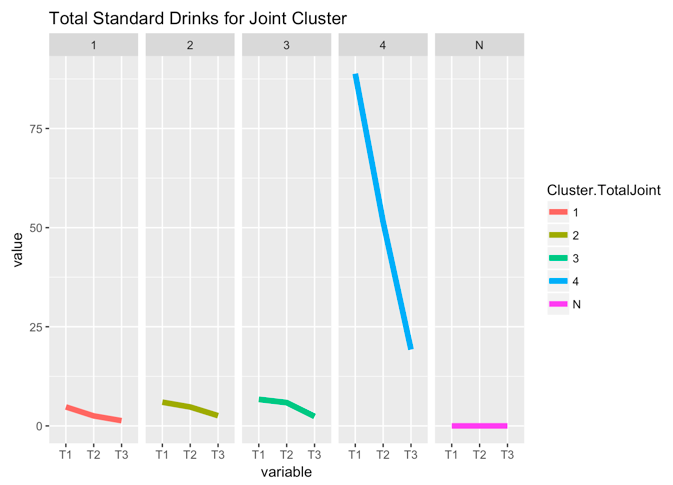 Total Standard Drinks for Joint Cluster
1 2 3 4 N
75
50
25
0
value
T1 T2 T3 T1 T2 T3 T1 T2 T3 T1 T2 T3 T1 T2 T3
variable
Cluster.TotalJoint
1
2
3
4
N